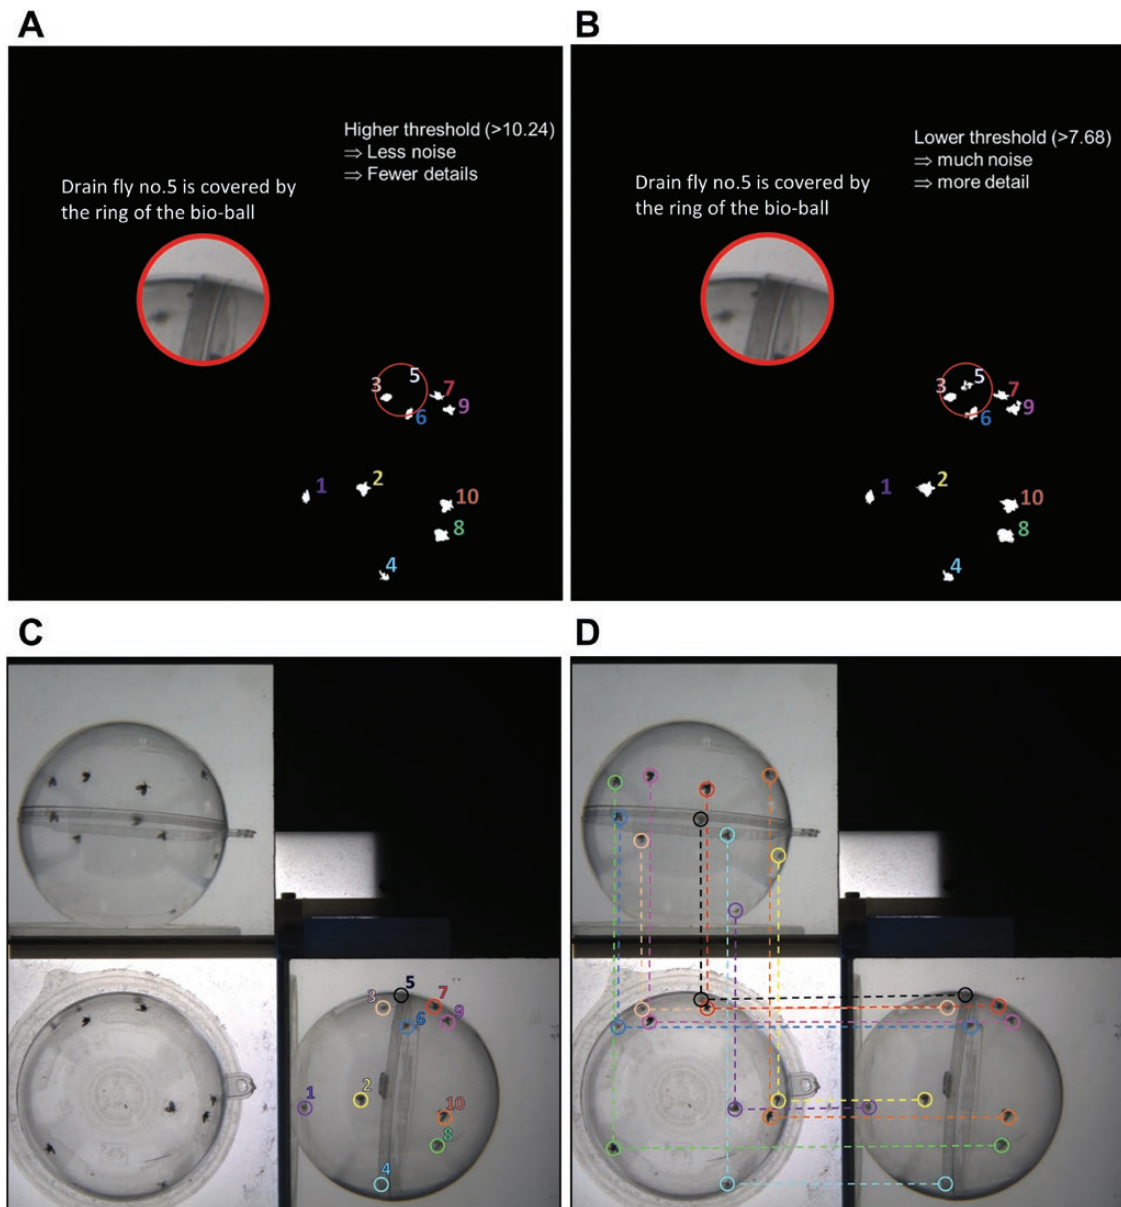 A
B
Higher threshold (>10.24)
⇒ Less noise
⇒ Fewer details
Drain fly no.5 is covered by
the ring of the bio-ball
3
5
7
9
6
1
2
10
8
4
Lower threshold (>7.68)
⇒ much noise
⇒ more detail
Drain fly no.5 is covered by
the ring of the bio-ball
3
5
7
9
6
1
2
10
8
4
C
D
5
3
7
6
9
2
1
10
8
4